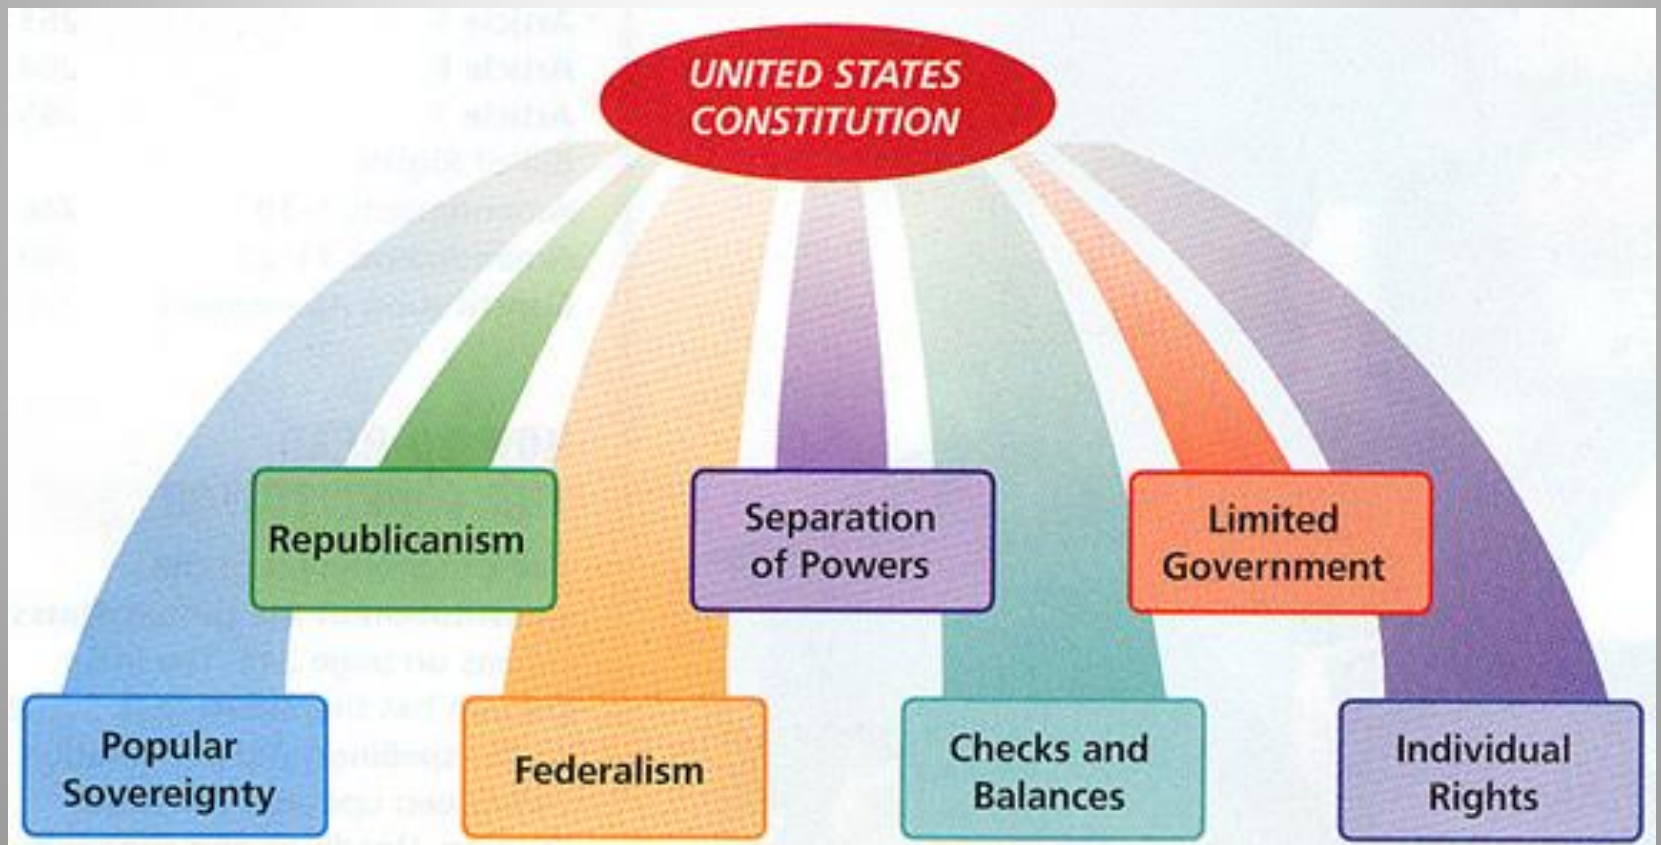 UNITED STATES
CONSTITUTION
Republicanism
Separation
of Powers
Limited
Government
Popular
Sovereignty
Federalism
Checks and
Balances
Individual
Rights